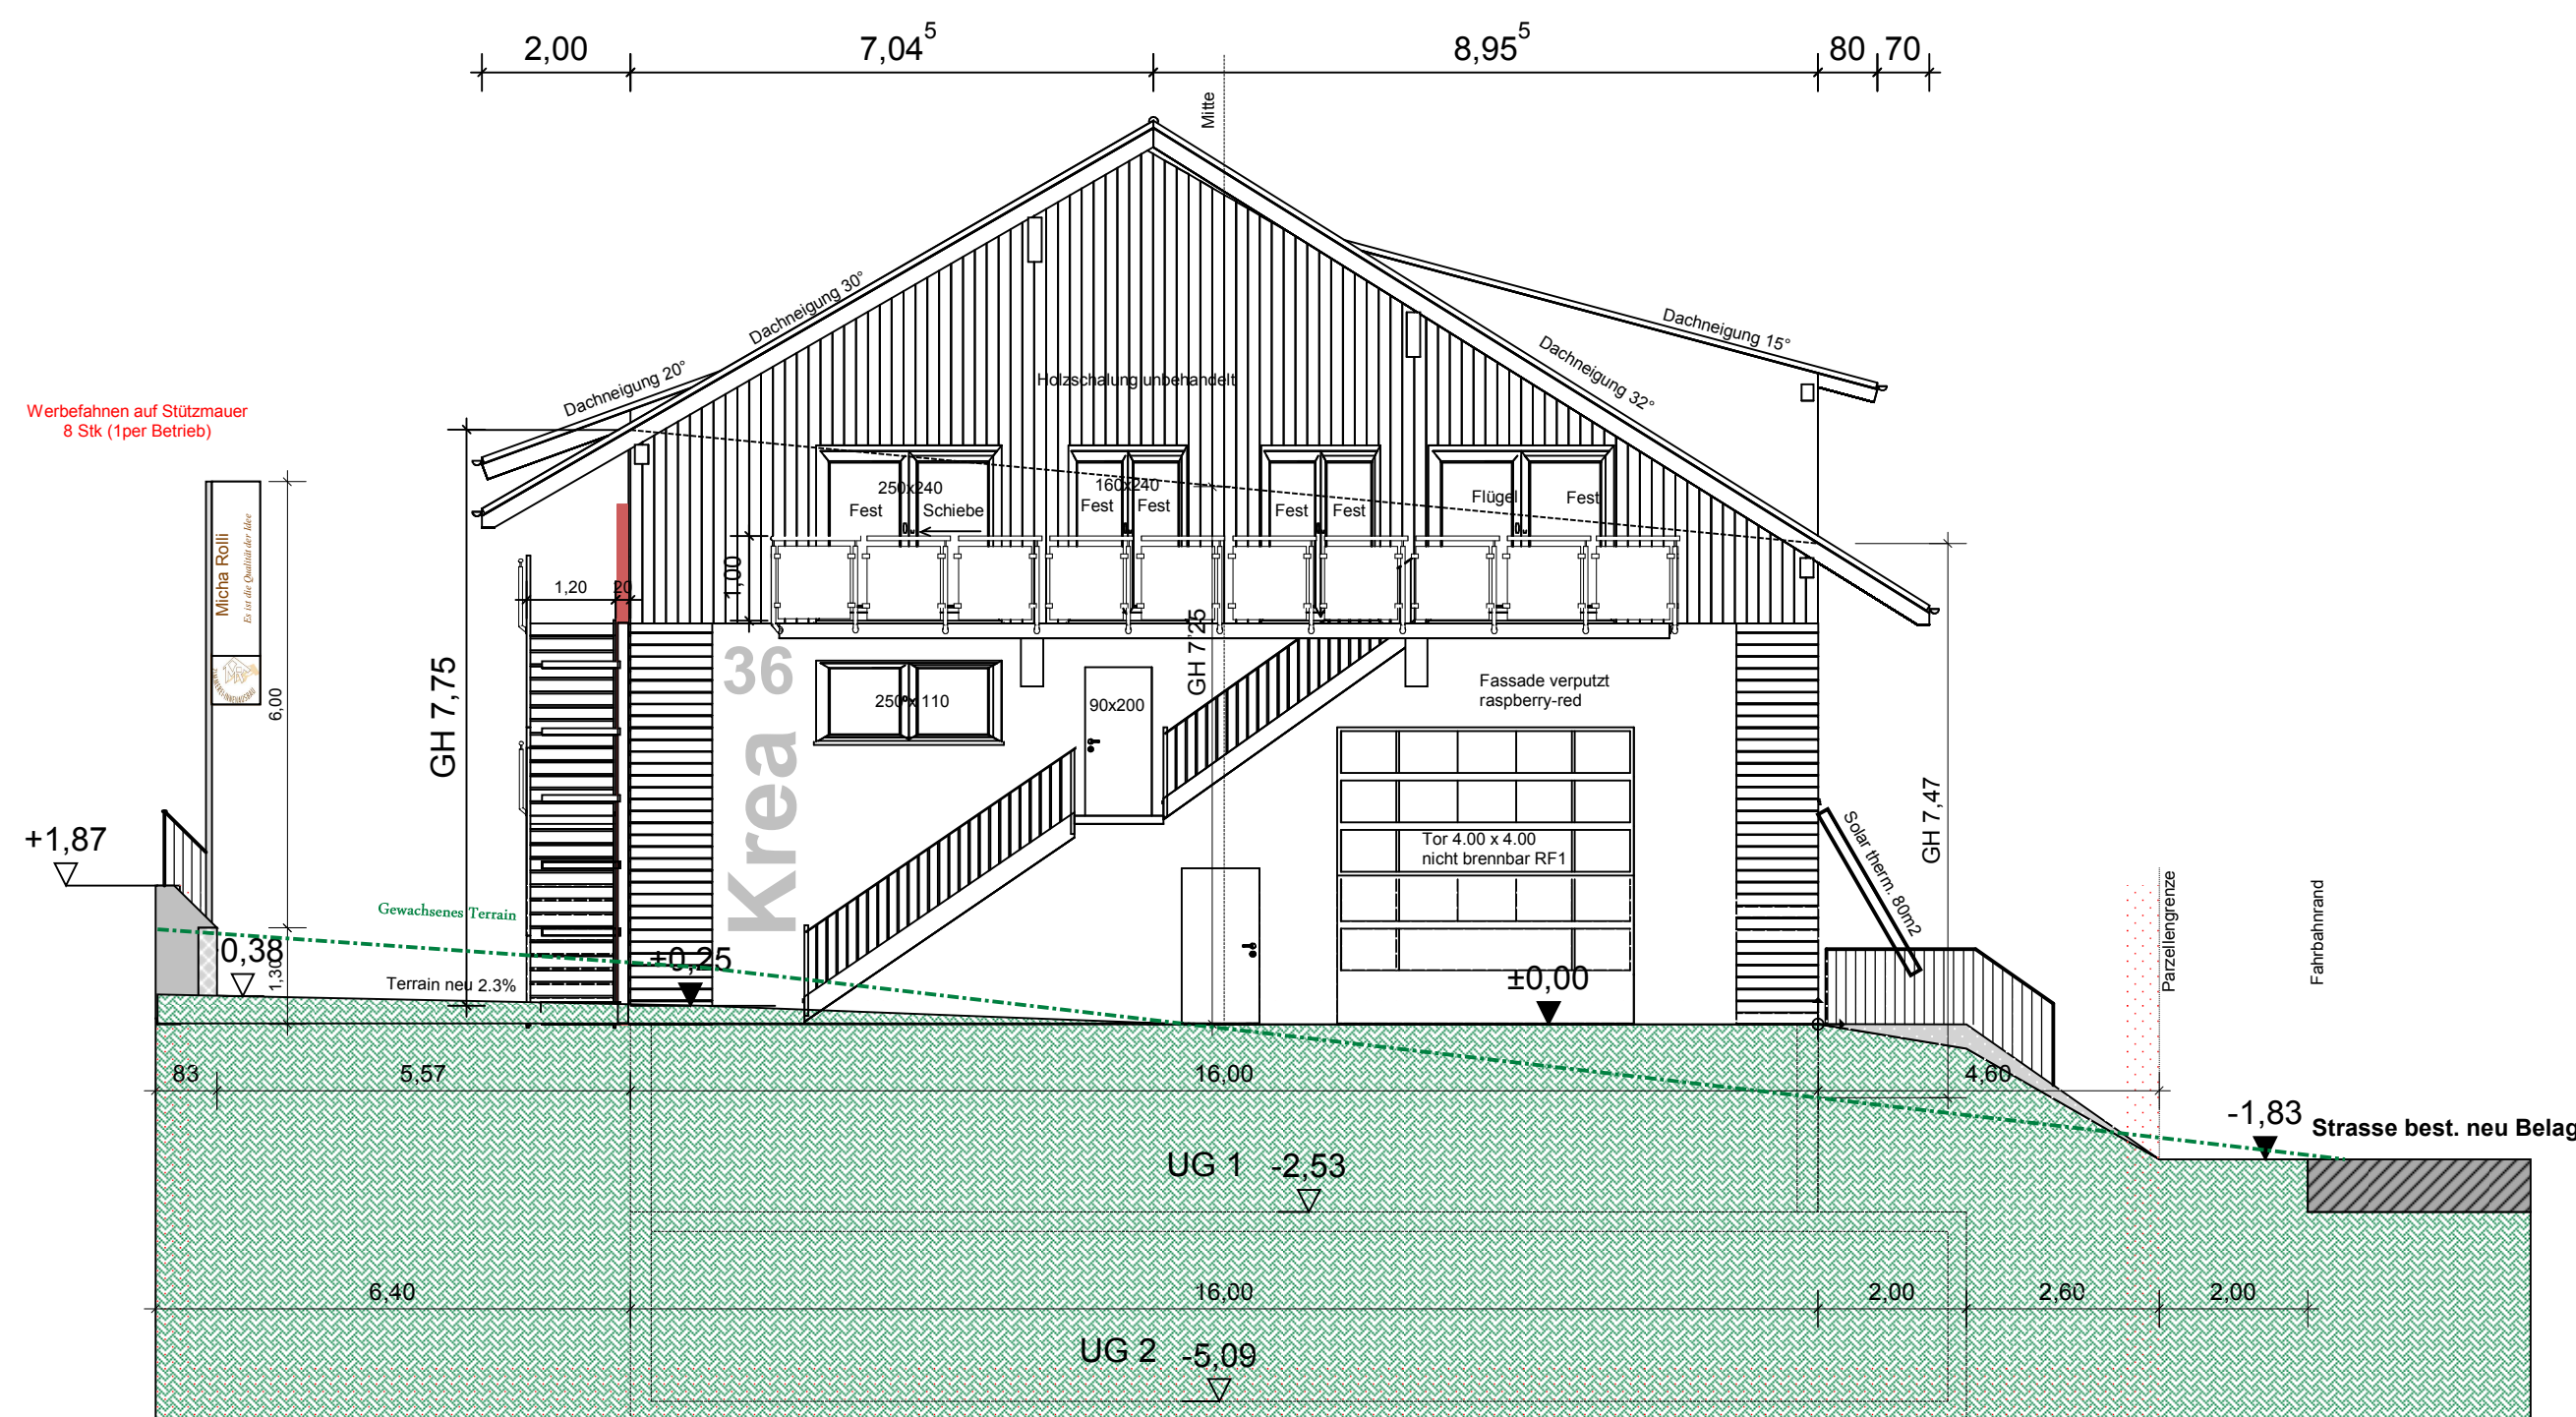 2,00
7,04⁵
8,95⁵
80
70
Mitte
Dachneigung 30°
Dachneigung 20°
Dachneigung 15°
Dachneigung 32°
Holzschalung unbehandelt
Werbefahnen auf Stützmauer
8 Stk (1per Betrieb)
250x240
Fest
Schiebe
160x240
Fest
Fest
Fest
Fest
Flügel
Fest
Micha Rolli
Es ist die Qualität der Idee
6,00
1,20
20
1,00
GH 7,75
GH 7,25
GH 7,47
36
Krea
250 x 110
90x200
Fassade verputzt
raspberry-red
Tor 4.00 x 4.00
nicht brennbar RF1
Solar therm. 80m2
Parzellengrenze
Fahrbahnrand
+1,87
Gewachsenes Terrain
0,38
1,30
±0,25
Terrain neu 2.3%
±0,00
83
5,57
16,00
4,60
-1,83
Strasse best. neu Belag
UG 1
-2,53
6,40
16,00
2,00
2,60
2,00
UG 2
-5,09